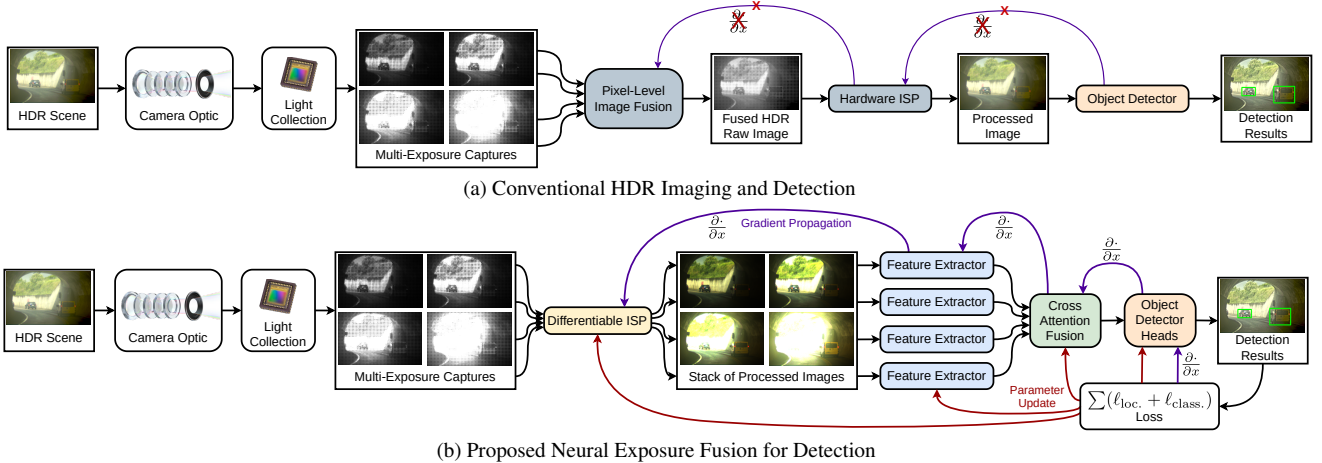 ∂·
∂x
X
∂·
∂x
X
HDR Scene
Camera Optic
Light
Collection
Multi-Exposure Captures
Pixel-Level
Image Fusion
Fused HDR
Raw Image
Hardware ISP
Processed
Image
Object Detector
Detection
Results
(a) Conventional HDR Imaging and Detection
∂·
∂x
Gradient Propagation
∂·
∂x
∂·
∂x
HDR Scene
Camera Optic
Light
Collection
Multi-Exposure Captures
Differentiable ISP
Stack of Processed Images
Feature Extractor
Feature Extractor
Feature Extractor
Feature Extractor
Cross
Attention
Fusion
Object
Detector
Heads
Detection
Results
∂·
∂x
Parameter
Update
∑(ℓloc. + ℓclass.)
Loss
(b) Proposed Neural Exposure Fusion for Detection